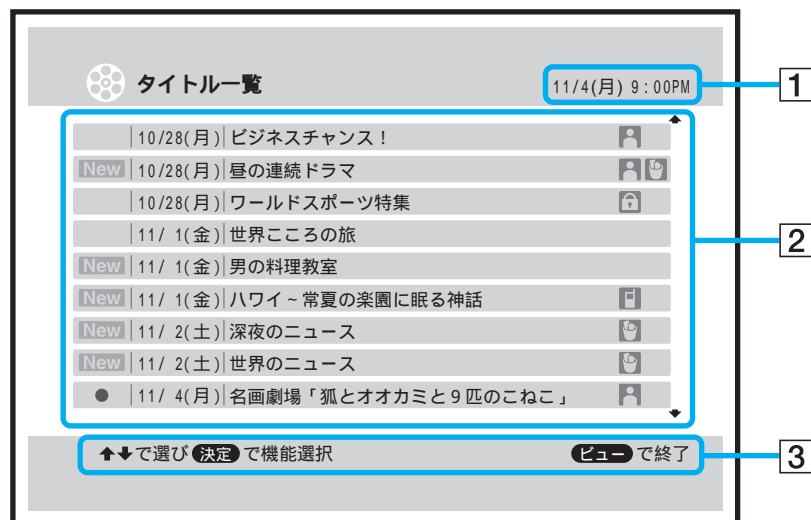 タイトル一覧
11/4(月) 9:00PM
1
10/28(月) ビジネスチャンス!
New 10/28(月) 昼の連続ドラマ
10/28(月) ワールドスポーツ特集
11/ 1(金) 世界こころの旅
2
New 11/ 1(金) 男の料理教室
New 11/ 1(金) ハワイ~常夏の楽園に眠る神話
New 11/ 2(土) 深夜のニュース
New 11/ 2(土) 世界のニュース
● 11/ 4(月) 名画劇場「狐とオオカミと9匹のこねこ」
で選び 決定 で機能選択 ビュー で終了
3